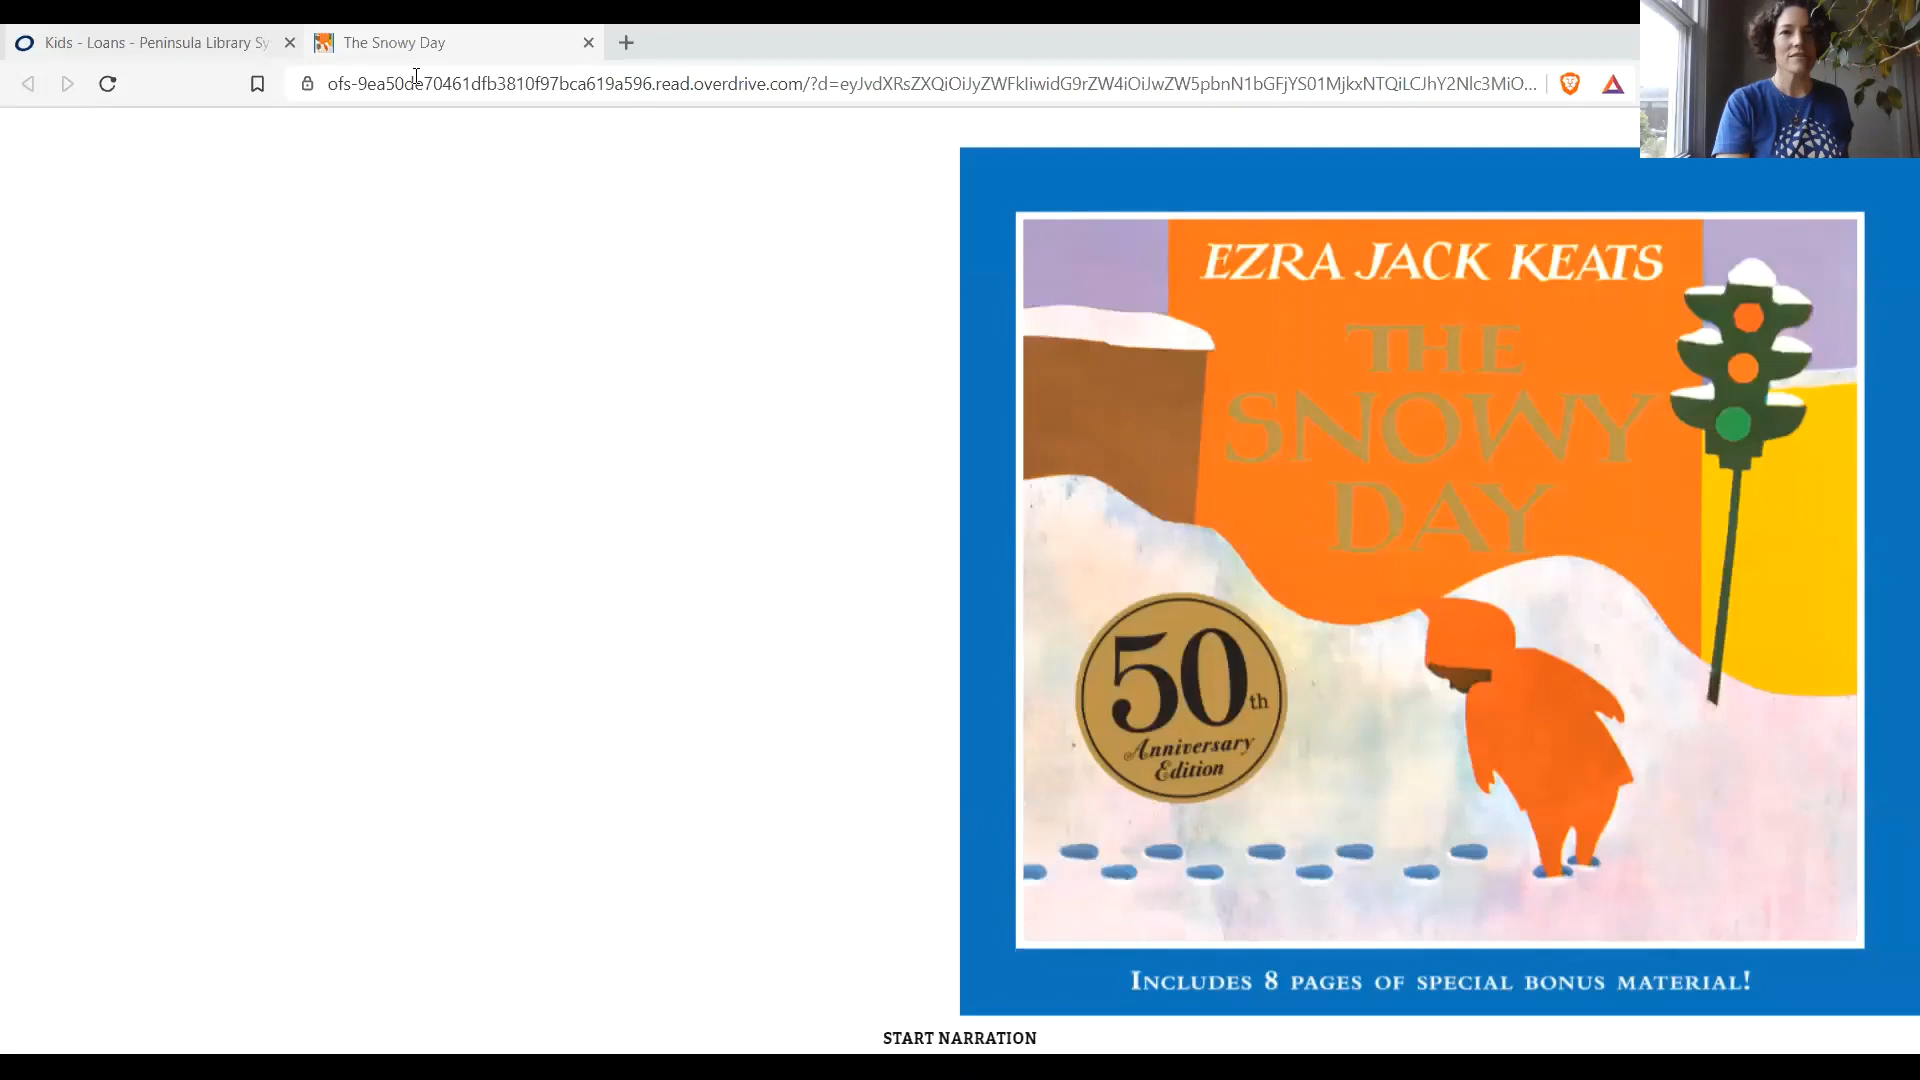 Kids - Loans - Peninsula Library Sy
The Snowy Day
ofs-9ea50de70461dfb3810f97bca619a596.read.overdrive.com/?d=eyJvdXRsZXQiOiJyZWFkIiwidG9rZW4iOiJwZW5pbnN1bGFjYS01MjkxNTQiLCJhY2Nlc3MiO...
EZRA JACK KEATS
THE
SNOWY
DAY
50th
Anniversary
Edition
INCLUDES 8 PAGES OF SPECIAL BONUS MATERIAL!
START NARRATION